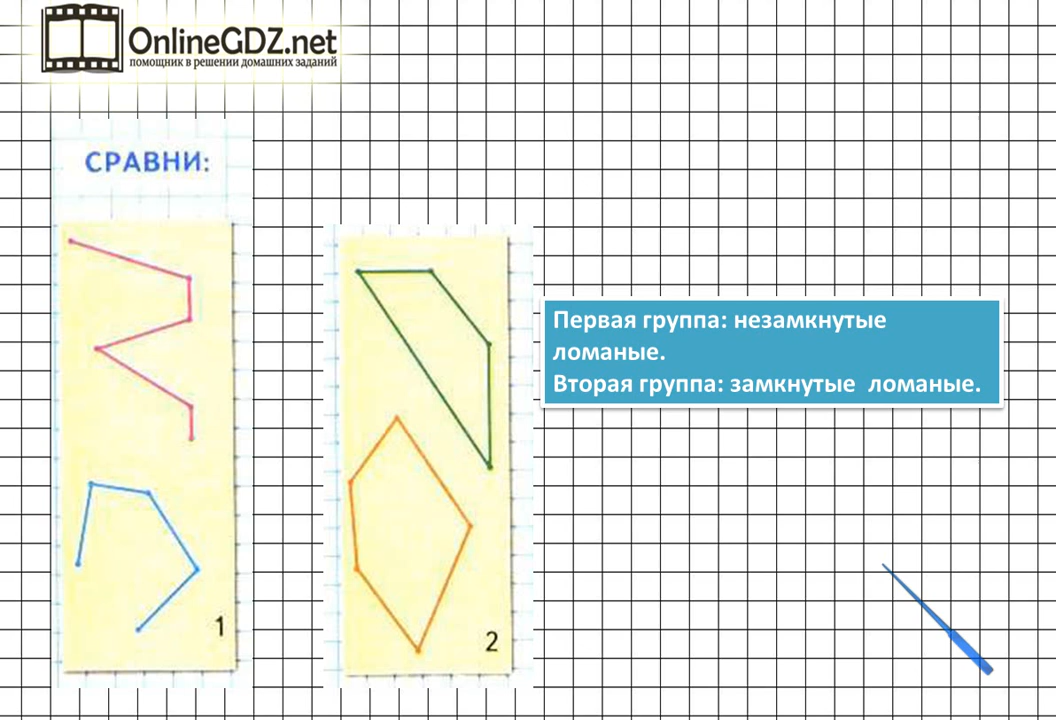 OnlineGDZ.net
помощник в решении домашних заданий
СРАВНИ:
1
2
Первая группа: незамкнутые
ломаные.
Вторая группа: замкнутые ломаные.